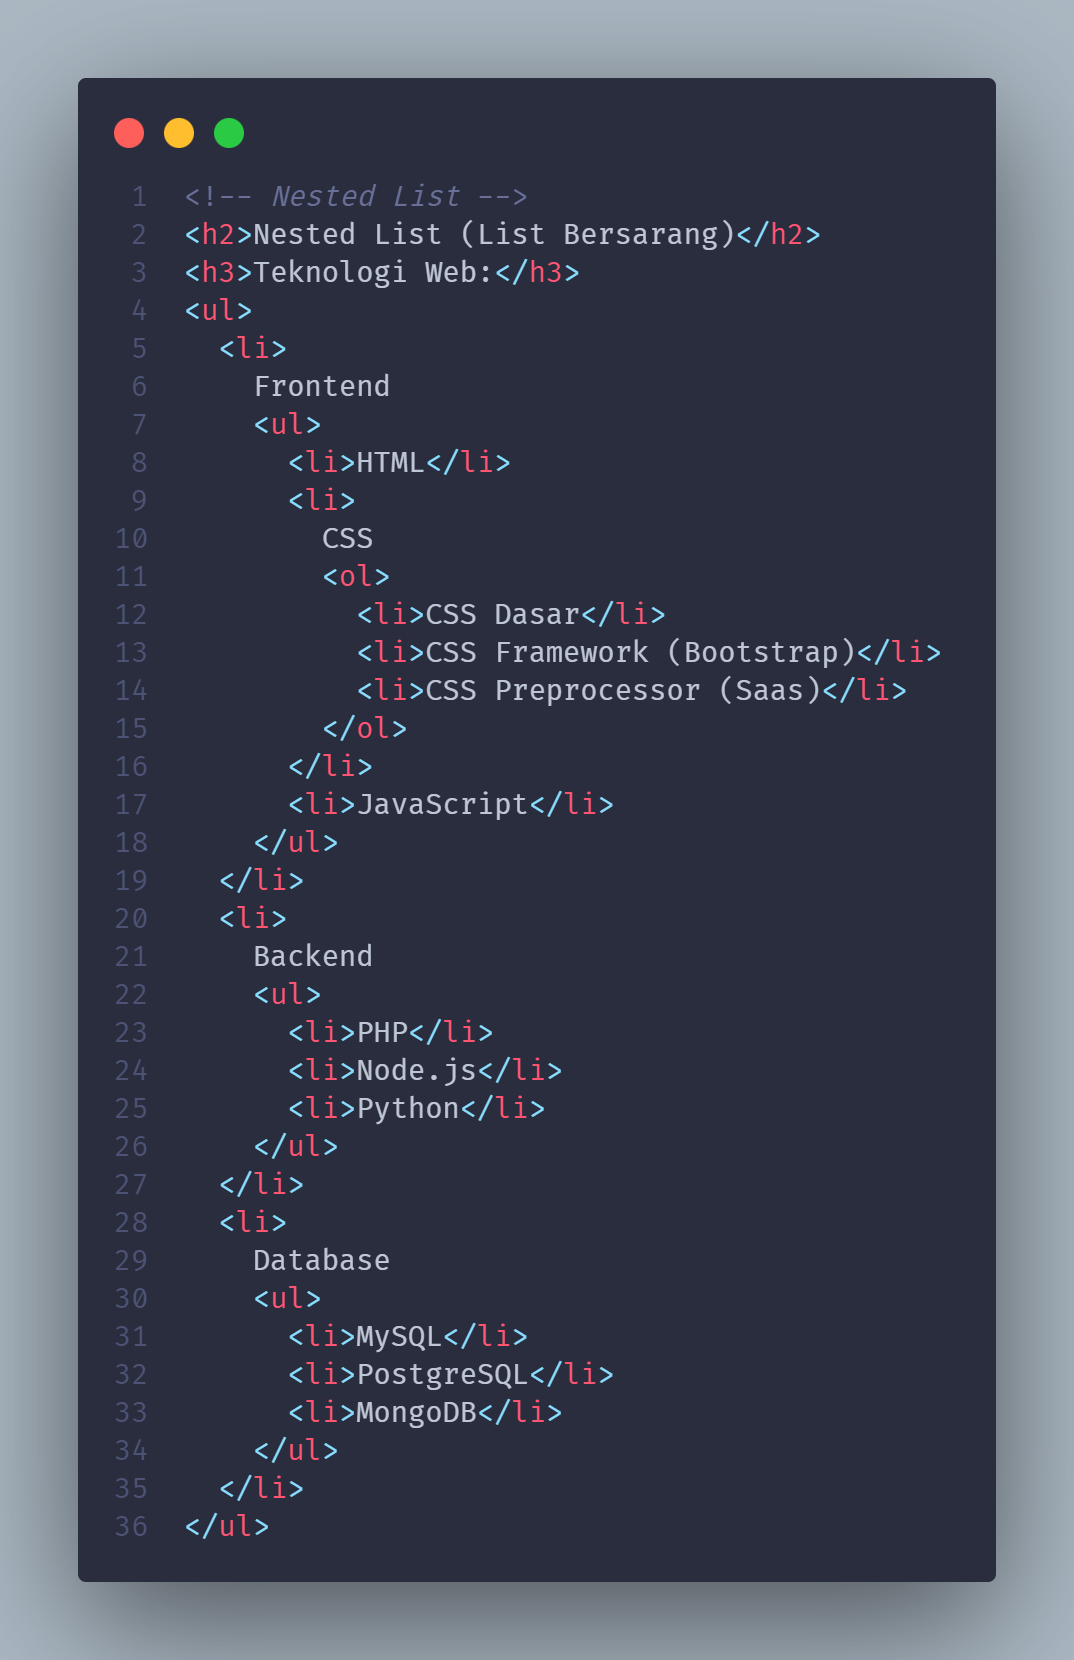 1 <!-- Nested List -->
2 <h2>Nested List (List Bersarang)</h2>
3 <h3>Teknologi Web:</h3>
4 <ul>
5   <li>
6     Frontend
7     <ul>
8       <li>HTML</li>
9       <li>
10         CSS
11         <ol>
12           <li>CSS Dasar</li>
13           <li>CSS Framework (Bootstrap)</li>
14           <li>CSS Preprocessor (Saas)</li>
15         </ol>
16       </li>
17       <li>JavaScript</li>
18     </ul>
19   </li>
20   <li>
21     Backend
22     <ul>
23       <li>PHP</li>
24       <li>Node.js</li>
25       <li>Python</li>
26     </ul>
27   </li>
28   <li>
29     Database
30     <ul>
31       <li>MySQL</li>
32       <li>PostgreSQL</li>
33       <li>MongoDB</li>
34     </ul>
35   </li>
36 </ul>